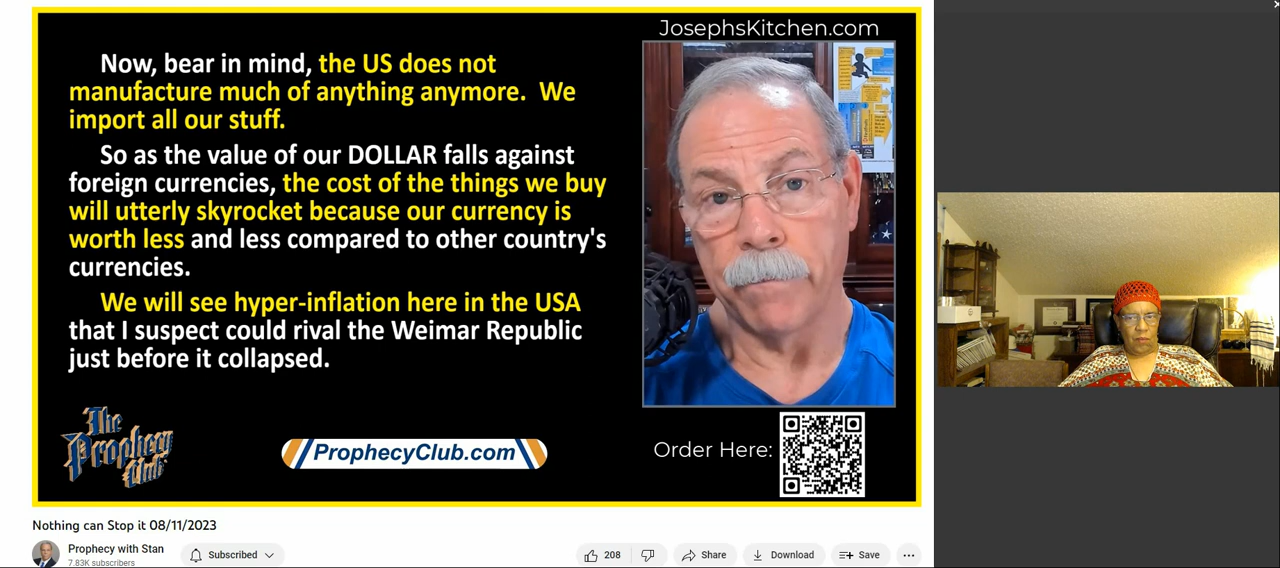 JosephsKitchen.com
Now, bear in mind, the US does not
manufacture much of anything anymore. We
import all our stuff.
So as the value of our DOLLAR falls against
foreign currencies, the cost of the things we buy
will utterly skyrocket because our currency is
worth less and less compared to other country's
currencies.
We will see hyper-inflation here in the USA
that I suspect could rival the Weimar Republic
just before it collapsed.
The
Prophecy
Club
ProphecyClub.com
Order Here:
Nothing can Stop it 08/11/2023
Prophecy with Stan
7.83K subscribers
Subscribed
208
Share
Download
Save